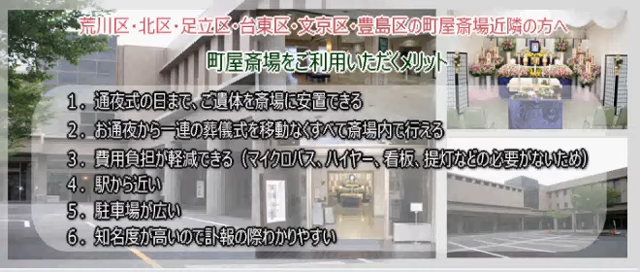 荒川区・北区・足立区・台東区・文京区・豊島区の町屋斎場近隣の方へ
町屋斎場をご利用いただくメリット
１．通夜式の日まで、ご遺体を斎場に安置できる
２．お通夜から一連の葬儀式を移動なくすべて斎場内で行える
３．費用負担が軽減できる（マイクロバス、ハイヤー、看板、提灯などの必要がないため）
４．駅から近い
５．駐車場が広い
６．知名度が高いので訃報の際わかりやすい